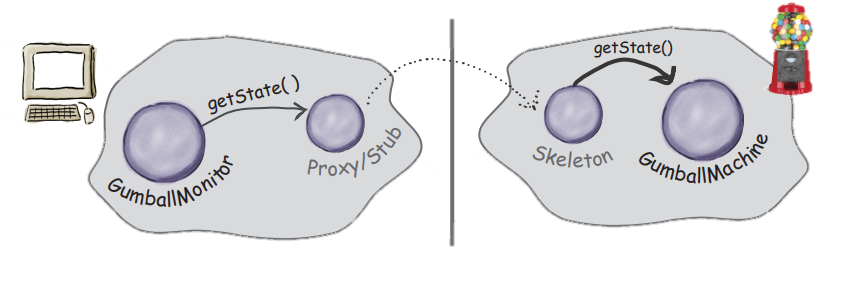 getState( )
GumballMonitor
Proxy/Stub
getState()
Skeleton
GumballMachine